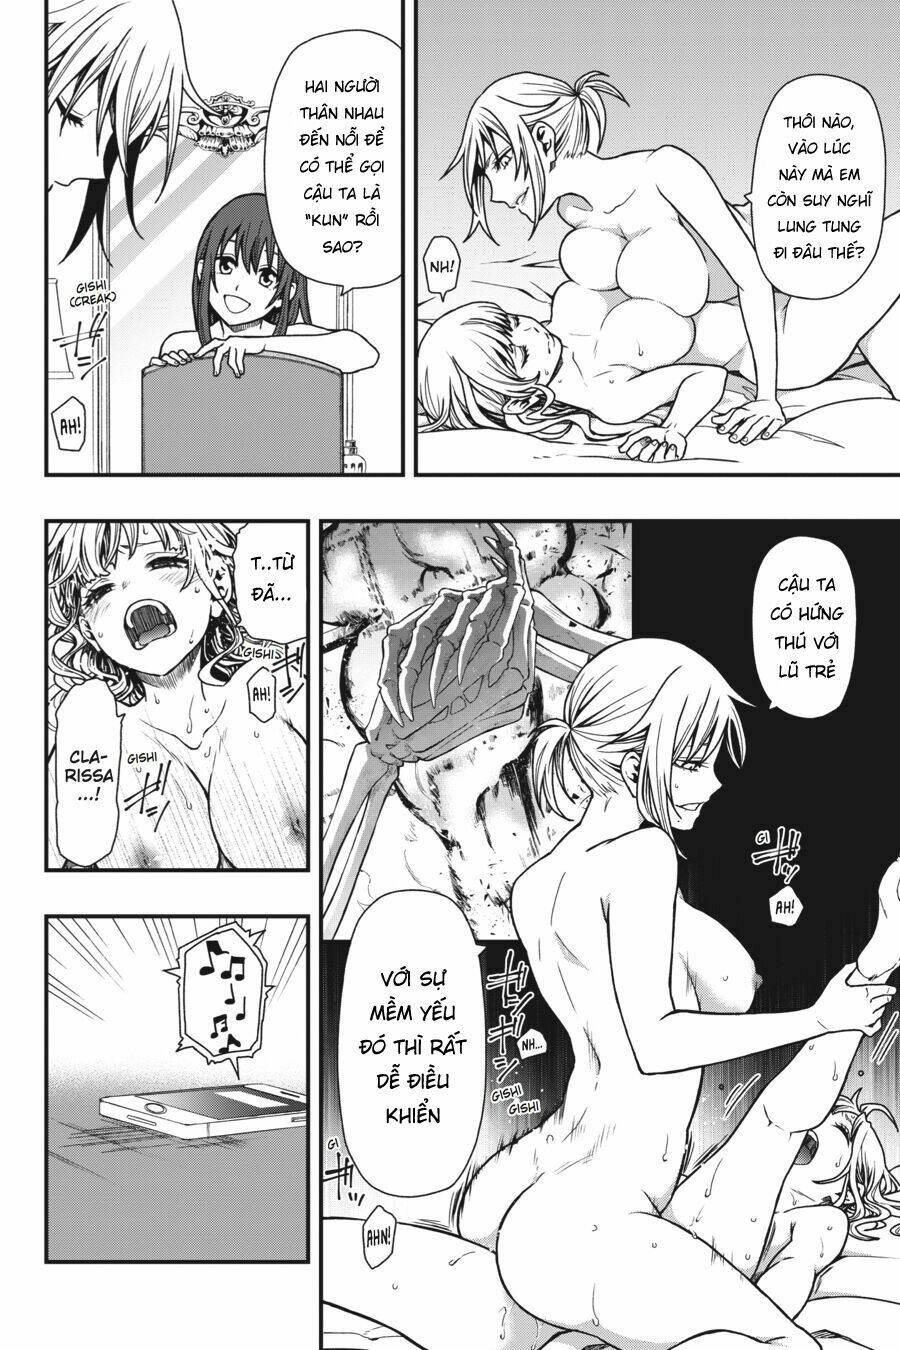 THÔI NÀO,
VÀO LÚC
NÀY MÀ EM
CÒN SUY NGHĨ
LUNG TUNG
ĐI ĐÂU THẾ?
NH!
HAI NGƯỜI
THÂN NHAU
ĐẾN NỖI ĐỂ
CÓ THỂ GỌI
CẬU TA LÀ
"KUN" RỒI
SAO?
GISHI
(CREAK)
AH!
CẬU TA
CÓ HỨNG
THÚ VỚI
LŨ TRẺ
GI
AH!
VỚI SỰ
MỀM YẾU
ĐÓ THÌ RẤT
DỄ ĐIỀU
KHIỂN
NH...
GISHI
GISHI
GI
AHN!
T..TỪ
ĐÃ...
GISHI
AH!
GISHI
CLA-
RISSA
...!